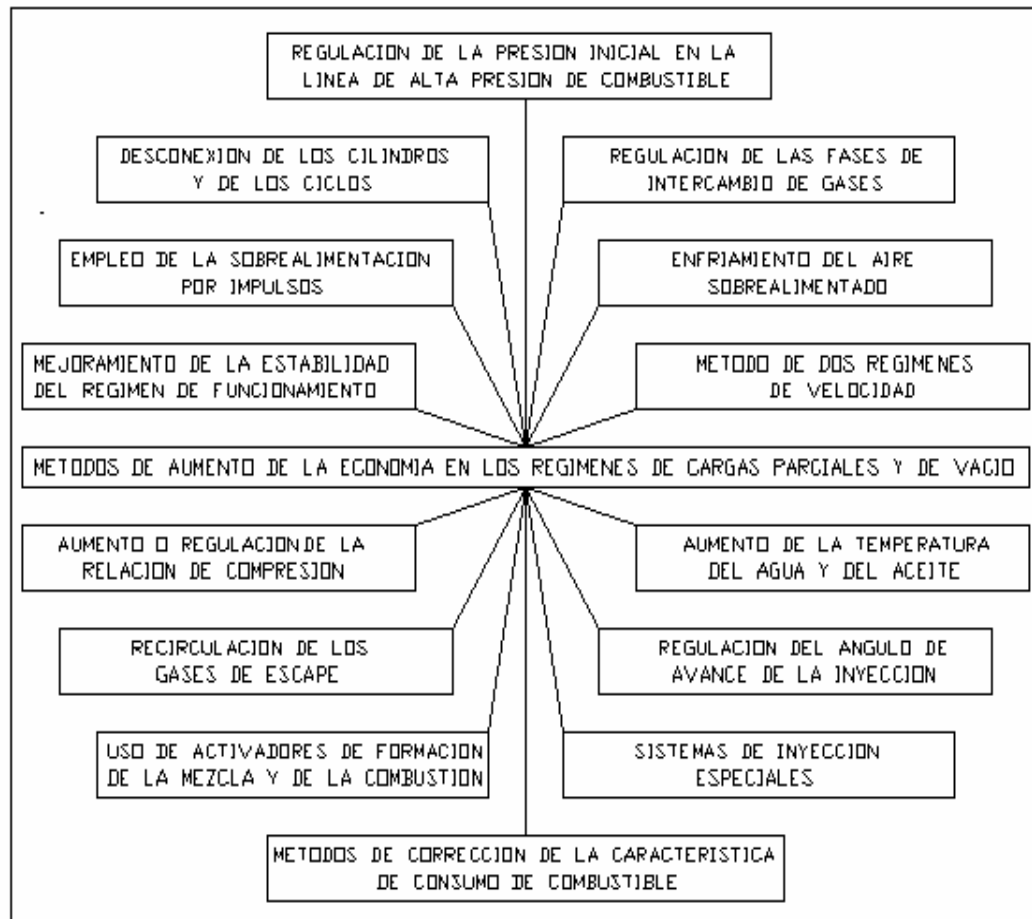 REGULACION DE LA PRESION INICIAL EN LA
LINEA DE ALTA PRESION DE COMBUSTIBLE
DESCONEXION DE LOS CILINDROS
Y DE LOS CICLOS
REGULACION DE LAS FASES DE
INTERCAMBIO DE GASES
EMPLEO DE LA SOBREALIMENTACION
POR IMPULSOS
ENFRIAMIENTO DEL AIRE
SOBREALIMENTADO
MEJORAMIENTO DE LA ESTABILIDAD
DEL REGIMEN DE FUNCIONAMIENTO
METODO DE DOS REGIMENES
DE VELOCIDAD
METODOS DE AUMENTO DE LA ECONOMIA EN LOS REGIMENES DE CARGAS PARCIALES Y DE VACIO
AUMENTO O REGULACION DE LA
RELACION DE COMPRESION
AUMENTO DE LA TEMPERATURA
DEL AGUA Y DEL ACEITE
RECIRCULACION DE LOS
GASES DE ESCAPE
REGULACION DEL ANGULO DE
AVANCE DE LA INYECCION
USO DE ACTIVADORES DE FORMACION
DE LA MEZCLA Y DE LA COMBUSTION
SISTEMAS DE INYECCION
ESPECIALES
METODOS DE CORRECCION DE LA CARACTERISTICA
DE CONSUMO DE COMBUSTIBLE